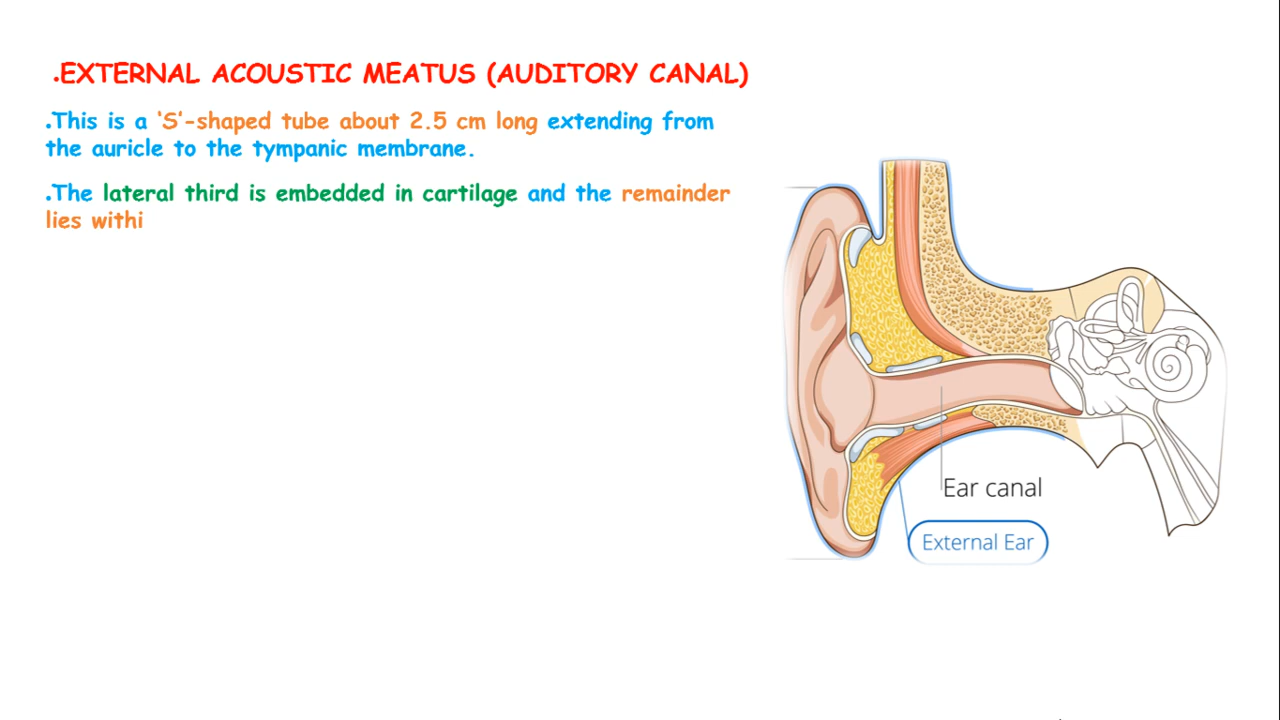 .EXTERNAL ACOUSTIC MEATUS (AUDITORY CANAL)
.This is a ‘S’-shaped tube about 2.5 cm long extending from
the auricle to the tympanic membrane.
.The lateral third is embedded in cartilage and the remainder
lies withi
Ear canal
External Ear